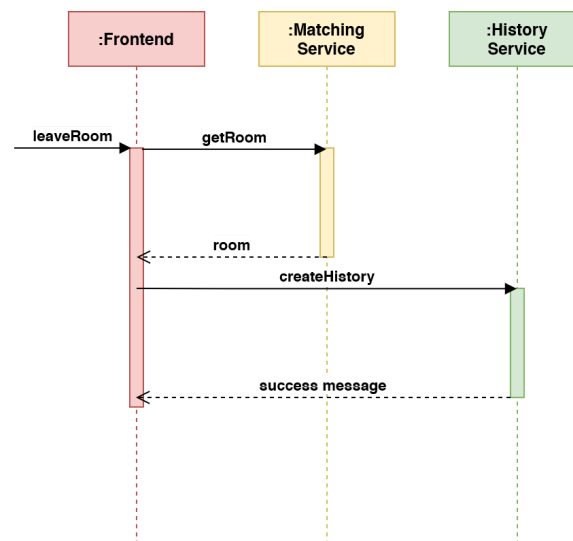 :Frontend
:Matching
Service
:History
Service
leaveRoom
getRoom
room
createHistory
success message